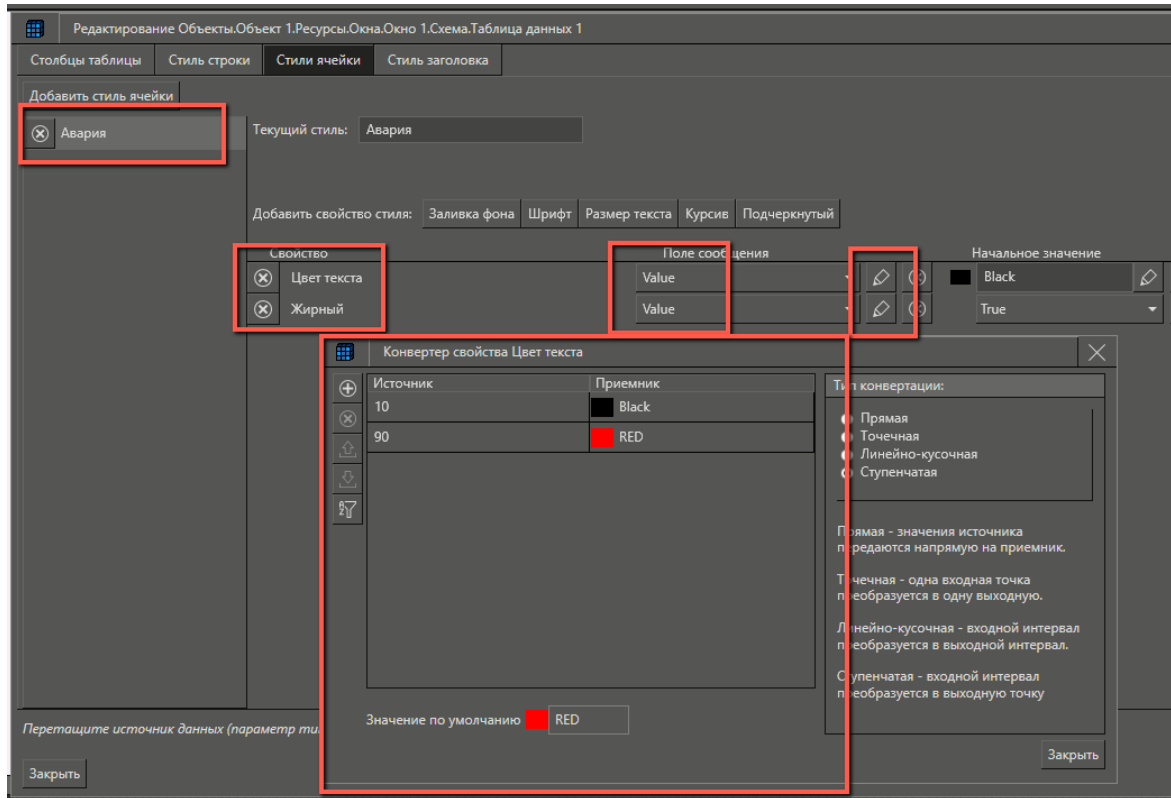 Редактирование Объекты.Объект 1.Ресурсы.Окна.Окно 1.Схема.Таблица данных 1
Столбцы таблицы Стиль строки Стили ячейки Стиль заголовка
Добавить стиль ячейки
Авария
Текущий стиль: Авария
Добавить свойство стиля: Заливка фона Шрифт Размер текста Курсив Подчеркнутый
Свойство Поле сообщения Начальное значение
Цвет текста Value Black
Жирный Value True
Конвертер свойства Цвет текста
Источник Приемник
10 Black
90 RED
Значение по умолчанию RED
Тип конвертации:
Прямая
Точечная
Линейно-кусочная
Ступенчатая
Прямая - значения источника
передаются напрямую на приемник.
Точечная - одна входная точка
преобразуется в одну выходную.
Линейно-кусочная - входной интервал
преобразуется в выходной интервал.
Ступенчатая - входной интервал
преобразуется в выходную точку
Закрыть
Перетащите источник данных (параметр
Закрыть